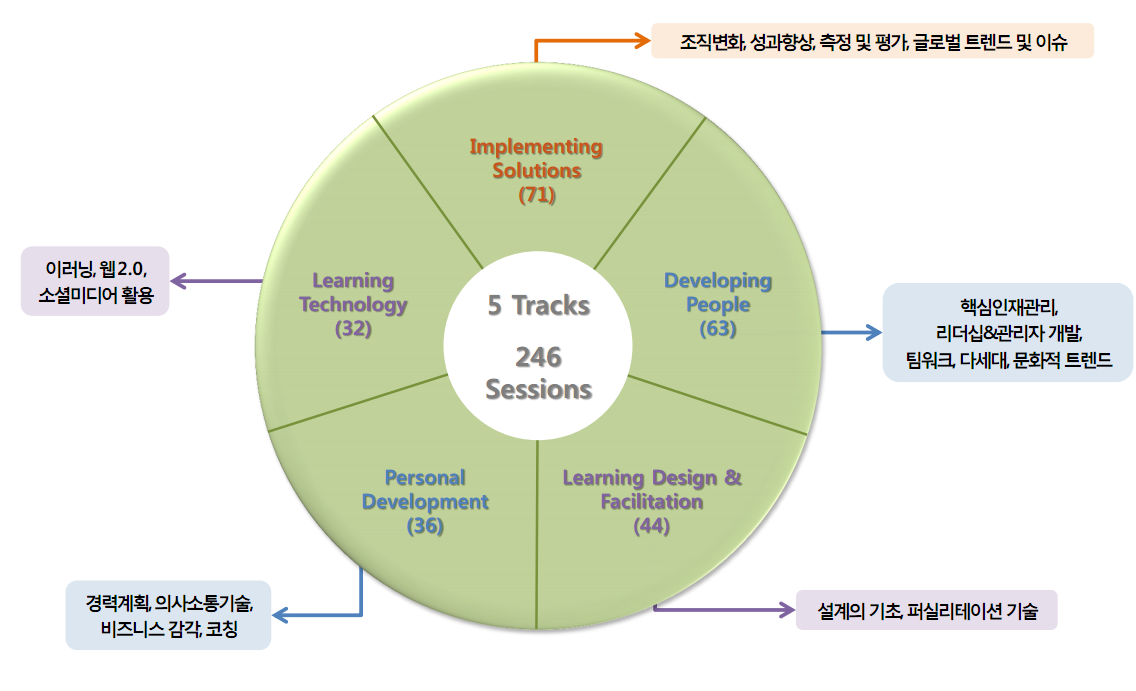 조직변화, 성과향상, 측정 및 평가, 글로벌 트렌드 및 이슈
Implementing
Solutions
(71)
이러닝, 웹2.0,
소셜미디어 활용
Learning
Technology
(32)
5 Tracks
246
Sessions
Developing
People
(63)
핵심인재관리,
리더십&관리자 개발,
팀워크, 다세대, 문화적 트렌드
Personal
Development
(36)
Learning Design &
Facilitation
(44)
경력계획, 의사소통기술,
비즈니스 감각, 코칭
설계의 기초, 퍼실리테이션 기술